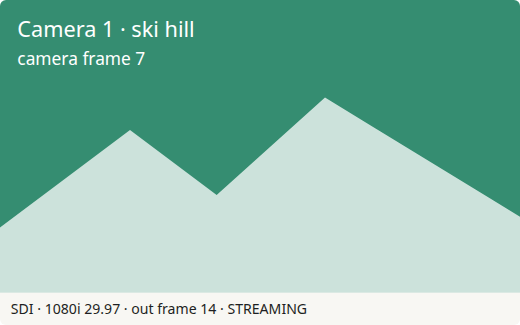 Camera 1 · ski hill
camera frame 7
SDI · 1080i 29.97 · out frame 14 · STREAMING